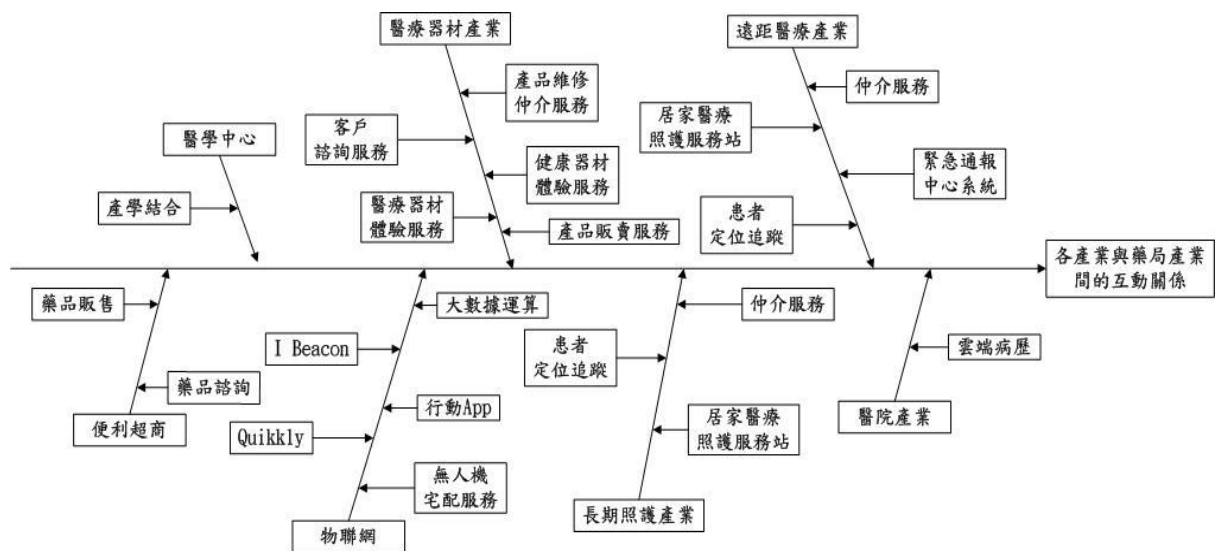 醫療器材產業
遠距醫療產業
產品維修
仲介服務
仲介服務
客戶
諮詢服務
居家醫療
照護服務站
醫學中心
健康器材
體驗服務
緊急通報
中心系統
產學結合
醫療器材
體驗服務
產品販賣服務
患者
定位追蹤
各產業與藥局產業
間的互動關係
藥品販售
大數據運算
仲介服務
I Beacon
患者
定位追蹤
雲端病歷
藥品諮詢
行動App
便利超商
Quikkly
居家醫療
照護服務站
醫院產業
無人機
宅配服務
長期照護產業
物聯網